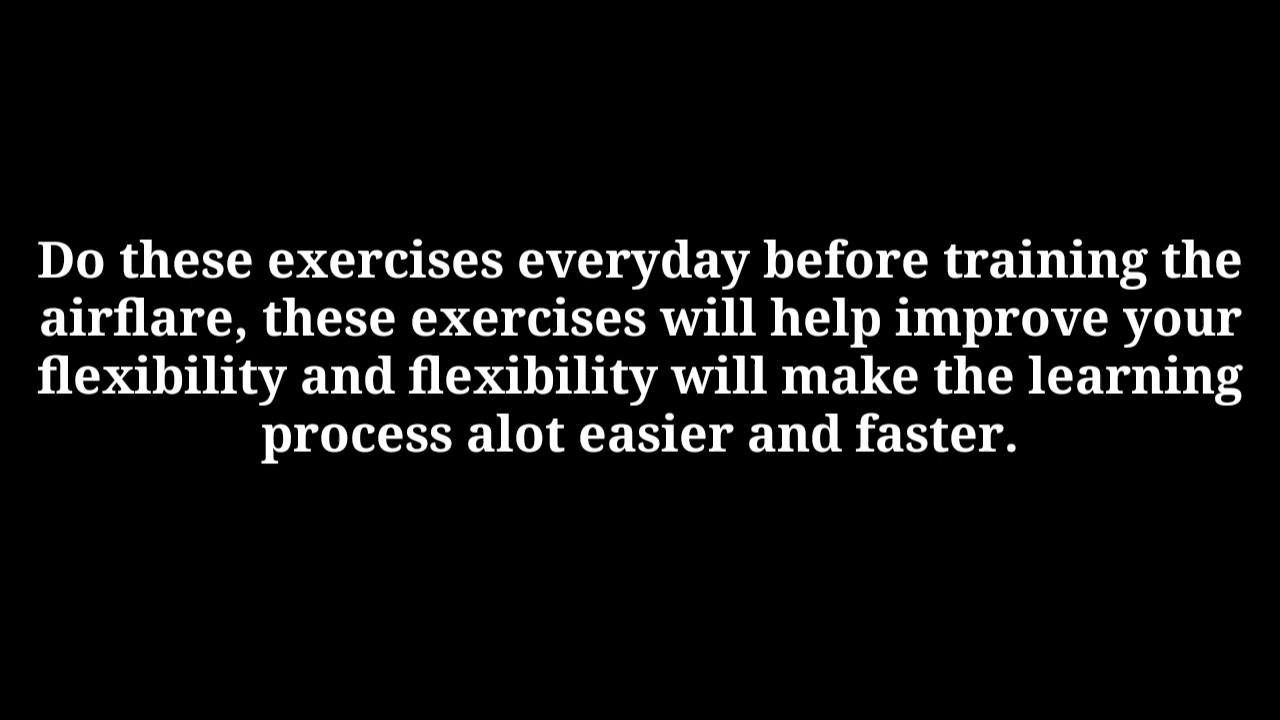 Do these exercises everyday before training the
airflare, these exercises will help improve your
flexibility and flexibility will make the learning
process alot easier and faster.